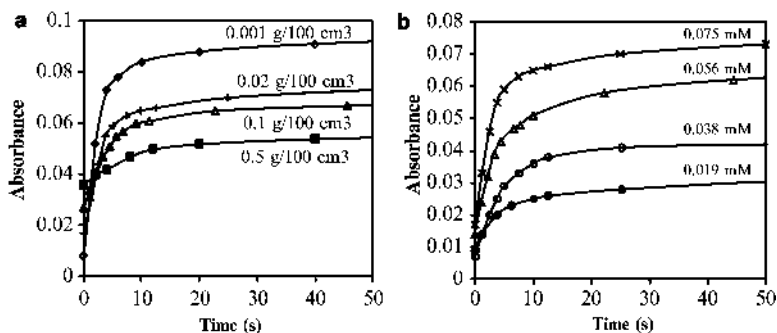 a
0.1
0.08
0.06
0.04
0.02
0
Absorbance
0.001 g/100 cm3
0.02 g/100 cm3
0.1 g/100 cm3
0.5 g/100 cm3
0 10 20 30 40 50
Time (s)
b
0.08
0.07
0.06
0.05
0.04
0.03
0.02
0.01
0
Absorbance
0.075 mM
0.056 mM
0.038 mM
0.019 mM
0 10 20 30 40 50
Time (s)